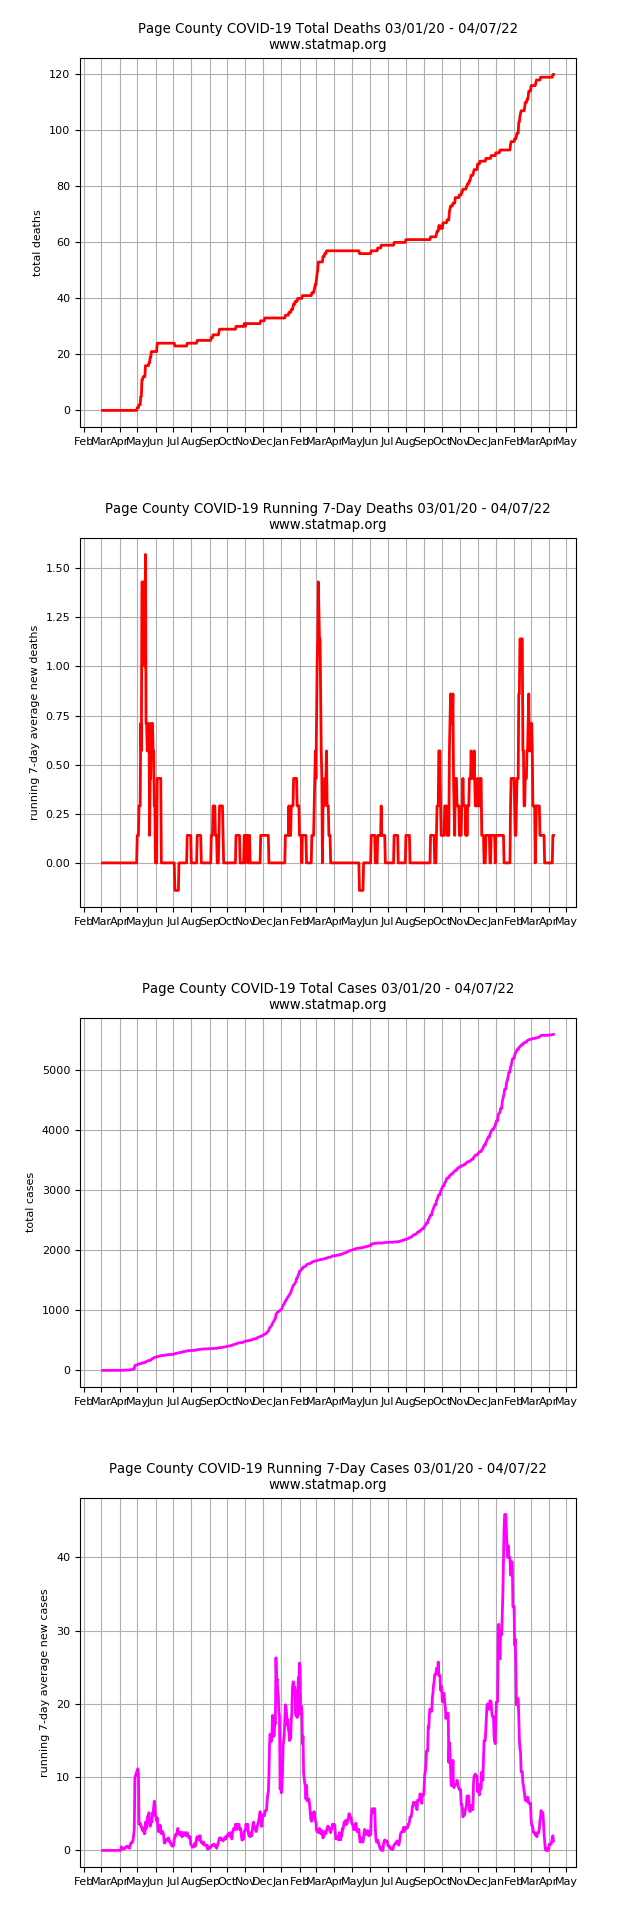 Page County COVID-19 Total Deaths 03/01/20 - 04/07/22
www.statmap.org
total deaths
120
100
80
60
40
20
0
Feb Mar Apr May Jun Jul Aug Sep Oct Nov Dec Jan Feb Mar Apr May Jun Jul Aug Sep Oct Nov Dec Jan Feb Mar Apr May
Page County COVID-19 Running 7-Day Deaths 03/01/20 - 04/07/22
www.statmap.org
running 7-day average new deaths
1.50
1.25
1.00
0.75
0.50
0.25
0.00
Feb Mar Apr May Jun Jul Aug Sep Oct Nov Dec Jan Feb Mar Apr May Jun Jul Aug Sep Oct Nov Dec Jan Feb Mar Apr May
Page County COVID-19 Total Cases 03/01/20 - 04/07/22
www.statmap.org
total cases
5000
4000
3000
2000
1000
0
Feb Mar Apr May Jun Jul Aug Sep Oct Nov Dec Jan Feb Mar Apr May Jun Jul Aug Sep Oct Nov Dec Jan Feb Mar Apr May
Page County COVID-19 Running 7-Day Cases 03/01/20 - 04/07/22
www.statmap.org
running 7-day average new cases
40
30
20
10
0
Feb Mar Apr May Jun Jul Aug Sep Oct Nov Dec Jan Feb Mar Apr May Jun Jul Aug Sep Oct Nov Dec Jan Feb Mar Apr May